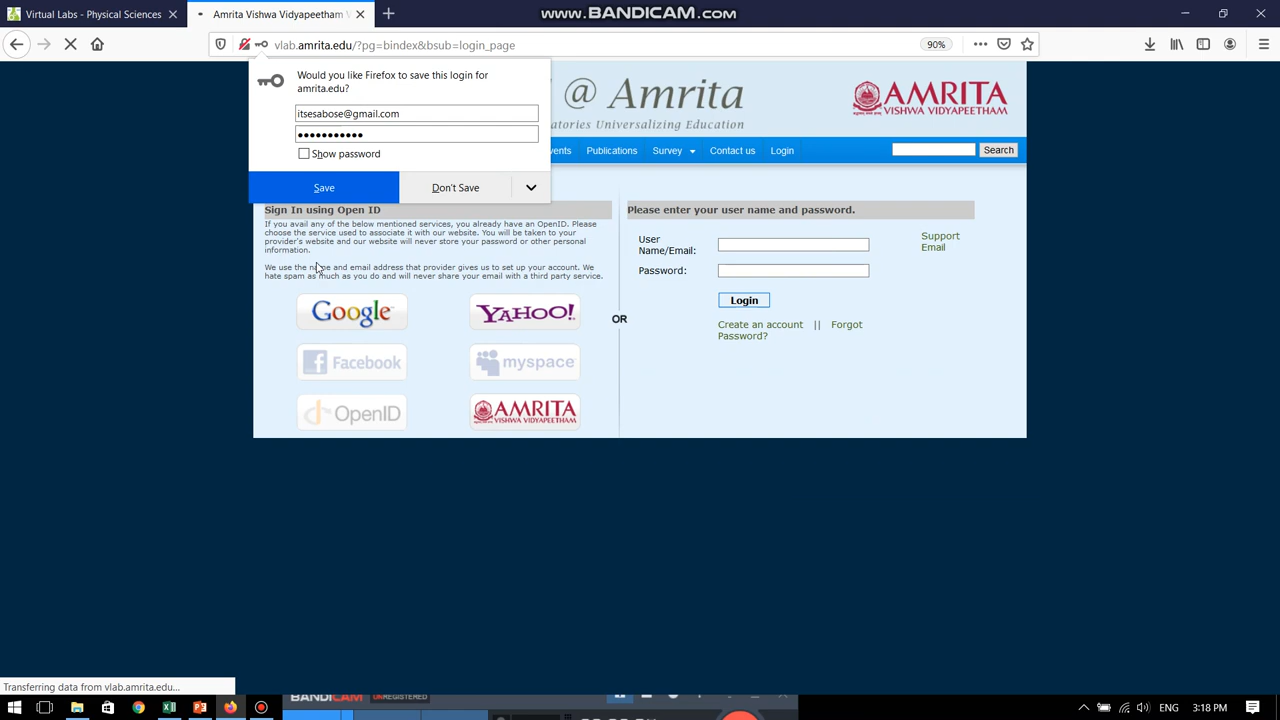 Virtual Labs - Physical Sciences
Amrita Vishwa Vidyapeetham V
www.BANDICAM.com
vlab.amrita.edu/?pg=bindex&bsub=login_page
90%
Would you like Firefox to save this login for
amrita.edu?
itsesabose@gmail.com
Show password
Save
Don't Save
@ Amrita
atories Universalizing Education
AMRITA
VISHWA VIDYAPEETHAM
ents
Publications
Survey
Contact us
Login
Search
Sign In using Open ID
If you avail any of the below mentioned services, you already have an OpenID. Please
choose the service used to associate it with our website. You will be taken to your
provider's website and our website will never store your password or other personal
information.
We use the name and email address that provider gives us to set up your account. We
hate spam as much as you do and will never share your email with a third party service.
Google
YAHOO!
Facebook
myspace
OpenID
AMRITA
VISHWA VIDYAPEETHAM
OR
Please enter your user name and password.
User
Name/Email:
Password:
Login
Create an account || Forgot
Password?
Support
Email
Transferring data from vlab.amrita.edu...
BANDICAM UNREGISTERED
ENG
3:18 PM